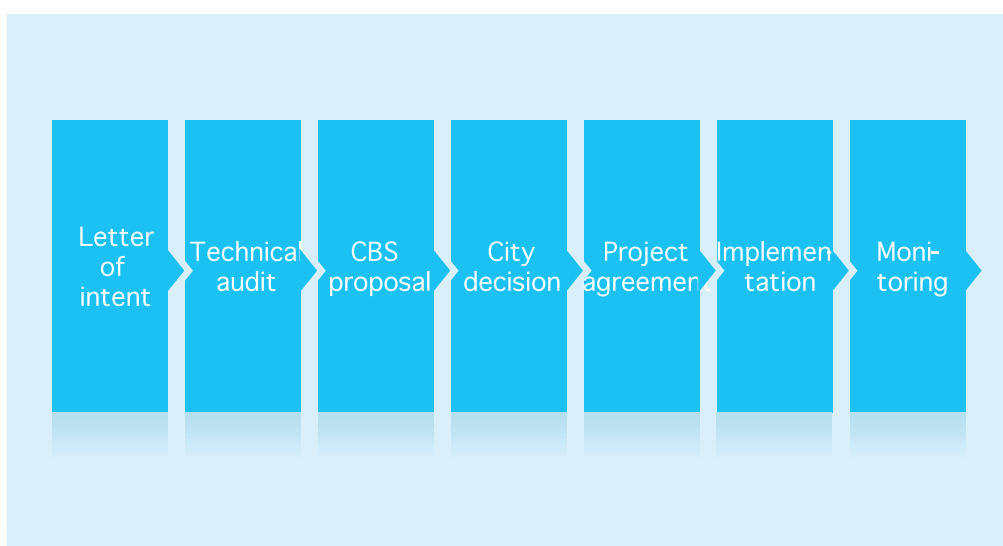 Letter
of
intent
Technical
audit
CBS
proposal
City
decision
Project
agreement
Implemen-
tation
Moni-
toring